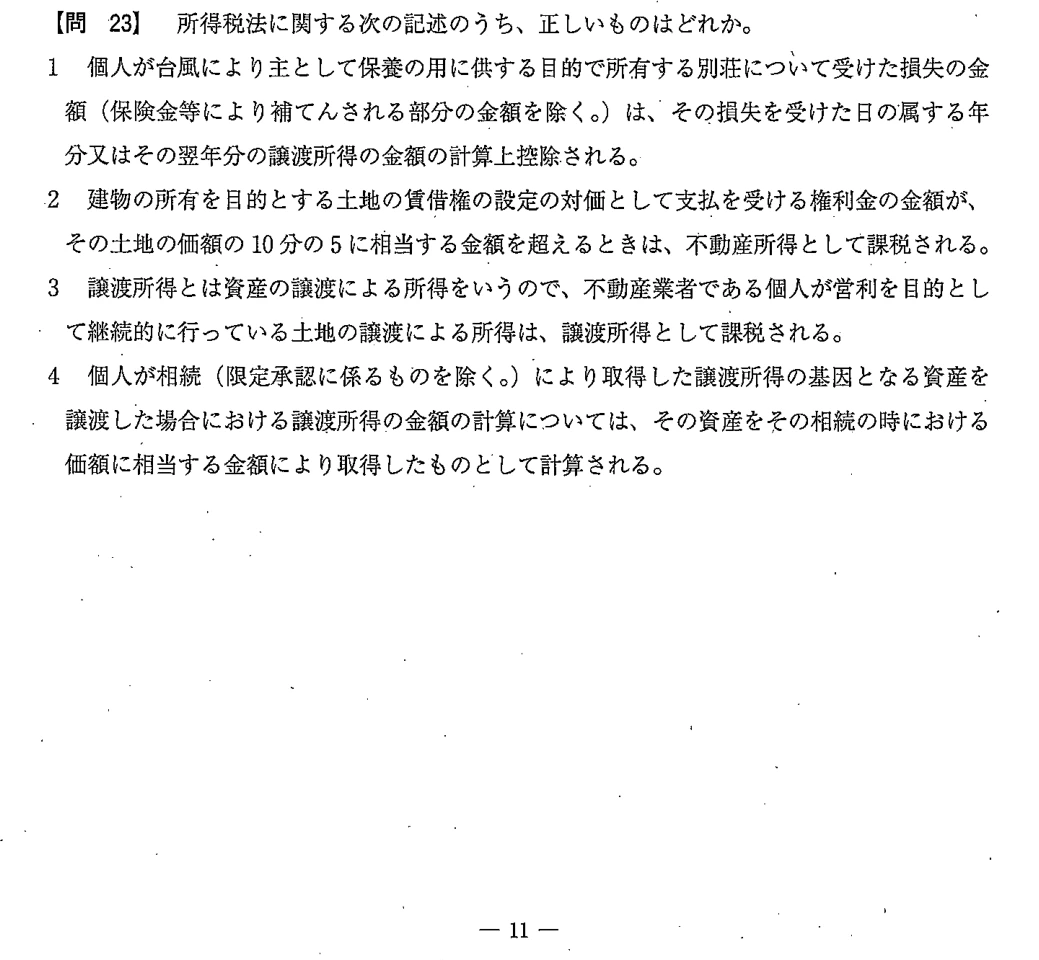 【問　23】　所得税法に関する次の記述のうち、正しいものはどれか。
1　個人が台風により主として保養の用に供する目的で所有する別荘について受けた損失の金
額（保険金等により補てんされる部分の金額を除く。）は、その損失を受けた日の属する年
分又はその翌年分の譲渡所得の金額の計算上控除される。
2　建物の所有を目的とする土地の賃借権の設定の対価として支払を受ける権利金の金額が、
その土地の価額の10分の5に相当する金額を超えるときは、不動産所得として課税される。
3　譲渡所得とは資産の譲渡による所得をいうので、不動産業者である個人が営利を目的とし
て継続的に行っている土地の譲渡による所得は、譲渡所得として課税される。
4　個人が相続（限定承認に係るものを除く。）により取得した譲渡所得の基因となる資産を
譲渡した場合における譲渡所得の金額の計算については、その資産をその相続の時における
価額に相当する金額により取得したものとして計算される。
― 11 ―